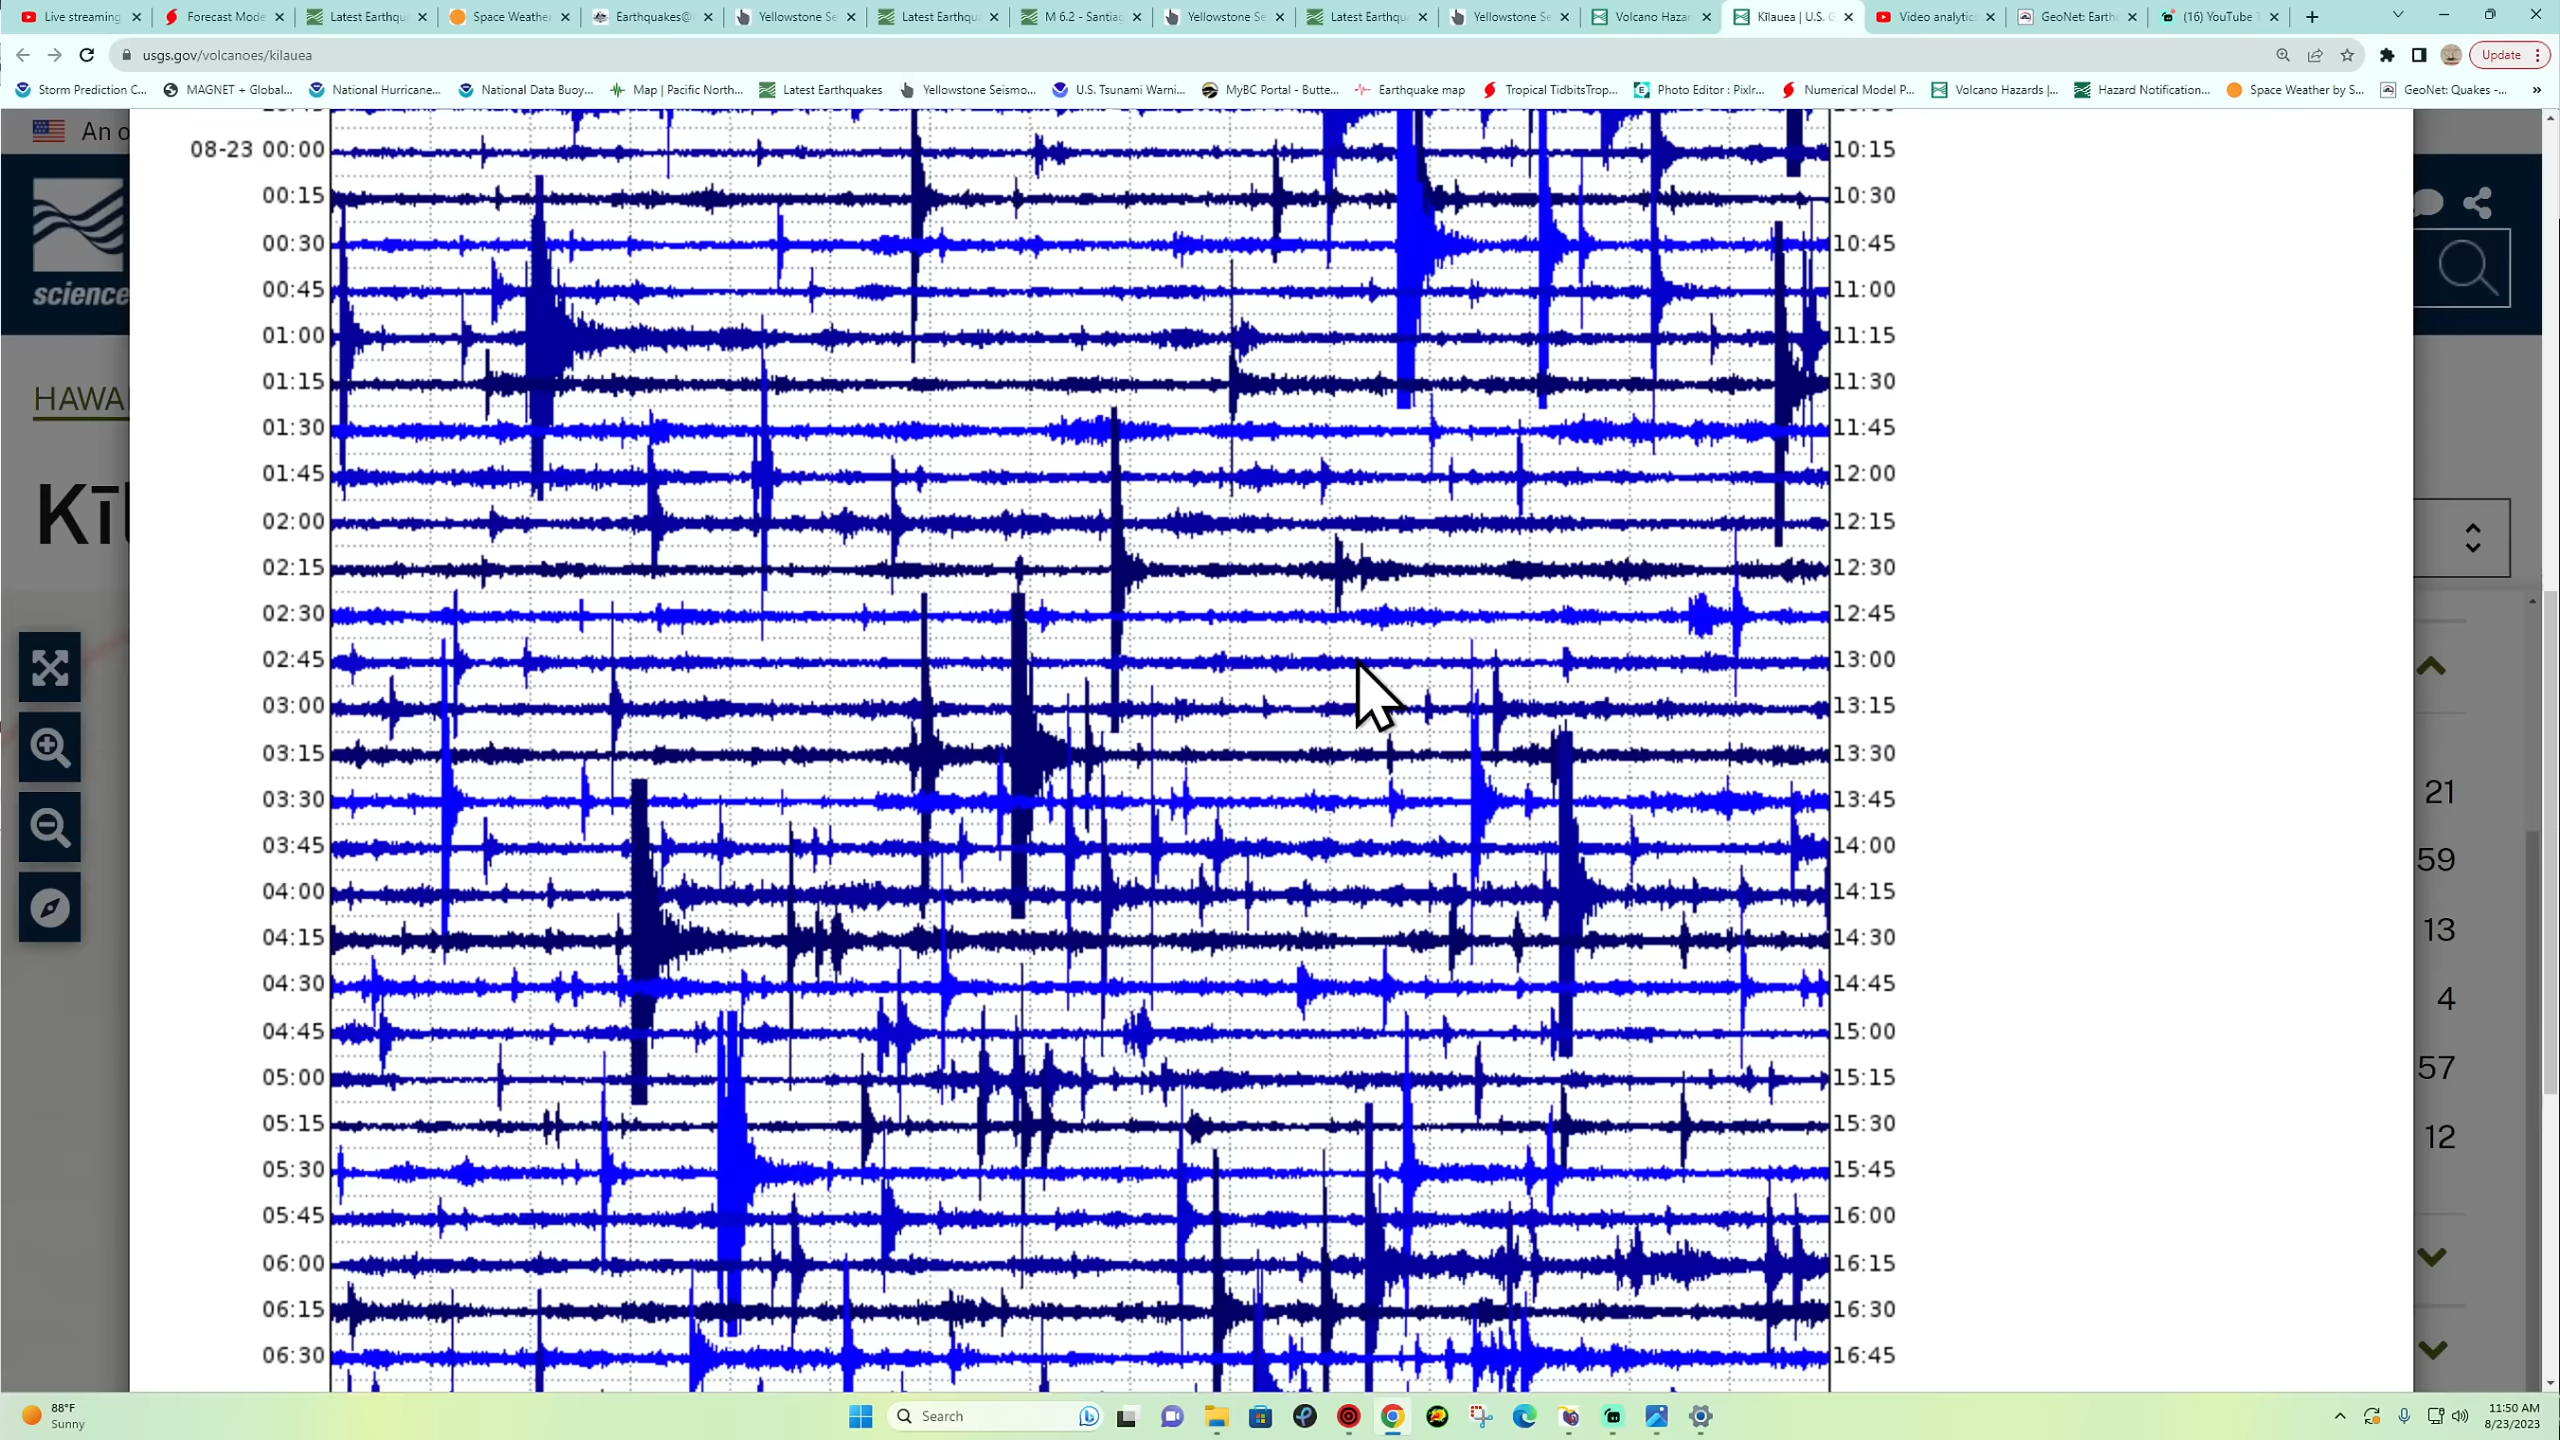 Live streaming
Forecast Mode
Latest Earthqu
Space Weather
Earthquakes@
Yellowstone Se
Latest Earthqu
M 6.2 - Santiag
Yellowstone Se
Latest Earthqu
Yellowstone Se
Volcano Hazar
Kīlauea | U.S. G
Video analytic
GeoNet: Earth
(16) YouTube
usgs.gov/volcanoes/kilauea
Update
Storm Prediction C...
MAGNET + Global...
National Hurricane...
National Data Buoy...
Map | Pacific North...
Latest Earthquakes
Yellowstone Seismo...
U.S. Tsunami Warni...
MyBC Portal - Butte...
Earthquake map
Tropical TidbitsTrop...
Photo Editor : Pixlr...
Numerical Model P...
Volcano Hazards |...
Hazard Notification...
Space Weather by S...
GeoNet: Quakes -...
»
An o
science
HAWAI
Kīl
08-23 00:00 10:15
00:15 10:30
00:30 10:45
00:45 11:00
01:00 11:15
01:15 11:30
01:30 11:45
01:45 12:00
02:00 12:15
02:15 12:30
02:30 12:45
02:45 13:00
03:00 13:15
03:15 13:30
03:30 13:45
03:45 14:00
04:00 14:15
04:15 14:30
04:30 14:45
04:45 15:00
05:00 15:15
05:15 15:30
05:30 15:45
05:45 16:00
06:00 16:15
06:15 16:30
06:30 16:45
21
59
13
4
57
12
88°F
Sunny
Search
11:50 AM
8/23/2023